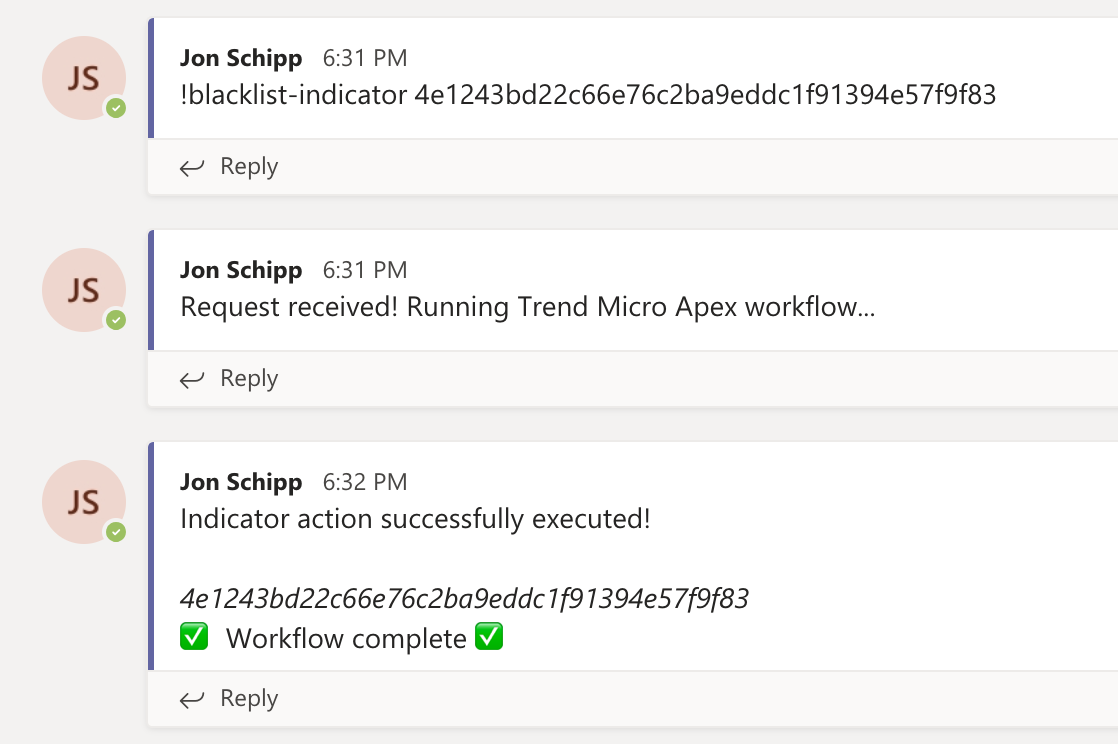 JS
Jon Schipp 6:31 PM
!blacklist-indicator 4e1243bd22c66e76c2ba9eddc1f91394e57f9f83
Reply
JS
Jon Schipp 6:31 PM
Request received! Running Trend Micro Apex workflow...
Reply
JS
Jon Schipp 6:32 PM
Indicator action successfully executed!
4e1243bd22c66e76c2ba9eddc1f91394e57f9f83
✅ Workflow complete ✅
Reply